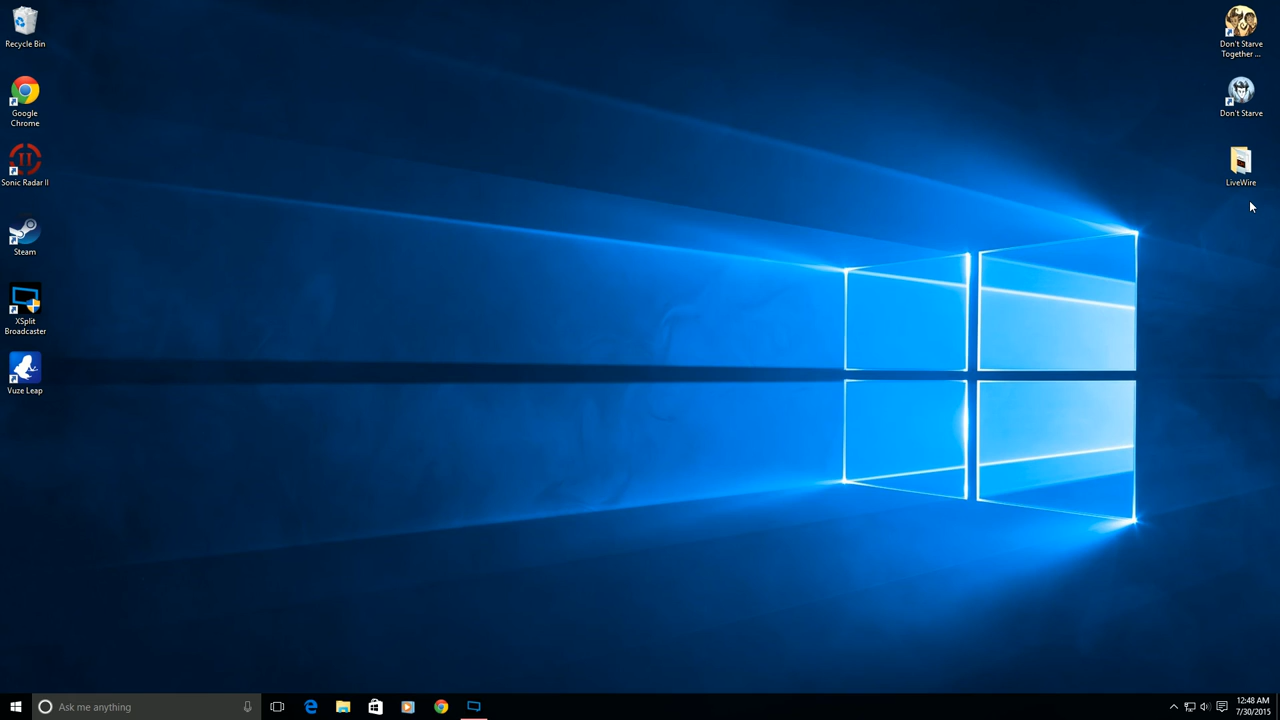 Recycle Bin
Google
Chrome
Sonic Radar II
Steam
XSplit
Broadcaster
Vuze Leap
Don't Starve
Together ...
Don't Starve
LiveWire
Ask me anything
12:48 AM
7/30/2015